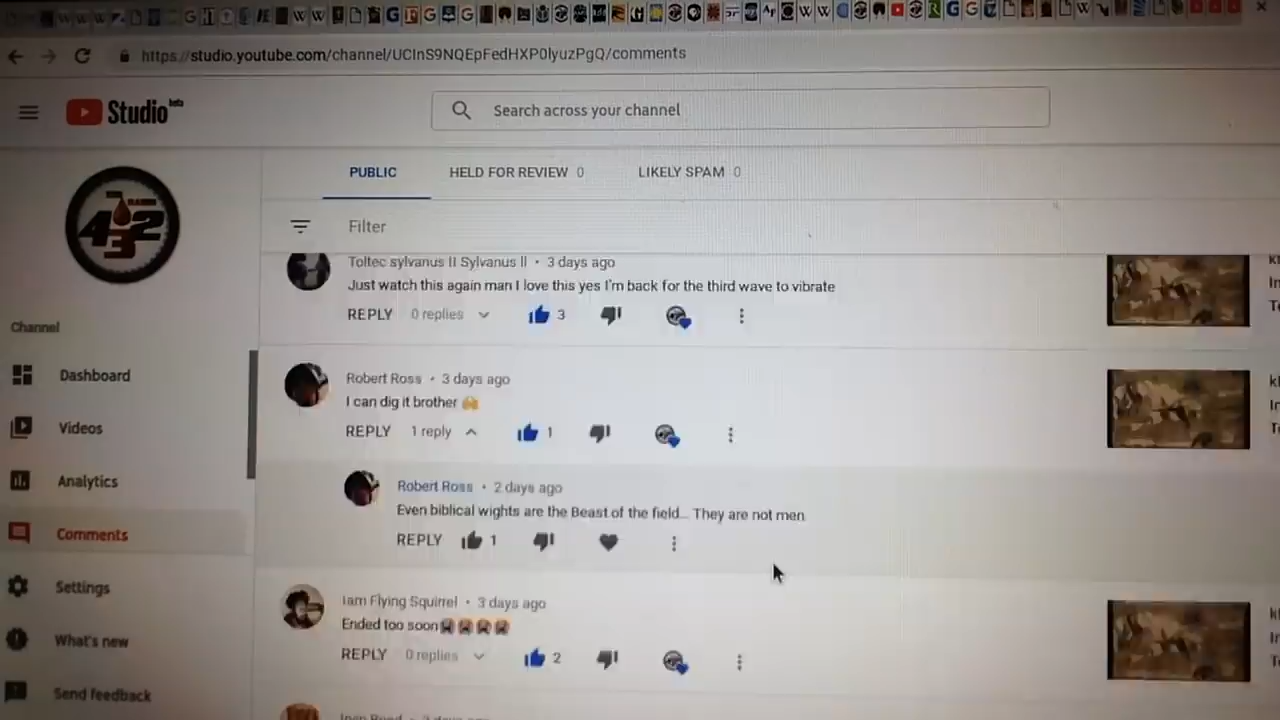 https://studio.youtube.com/channel/UCInS9NQEpFedHXP0lyuzPgQ/comments
Studio beta
Search across your channel
PUBLIC HELD FOR REVIEW 0 LIKELY SPAM 0
432
Filter
Toltec sylvanus II Sylvanus II • 3 days ago
Just watch this again man I love this yes I'm back for the third wave to vibrate
REPLY 0 replies 3
Channel
Dashboard
Videos
Analytics
Comments
Settings
What's new
Send feedback
Robert Ross • 3 days ago
I can dig it brother
REPLY 1 reply 1
Robert Ross • 2 days ago
Even biblical wights are the Beast of the field... They are not men
REPLY 1
Iam Flying Squirrel • 3 days ago
Ended too soon
REPLY 0 replies 2